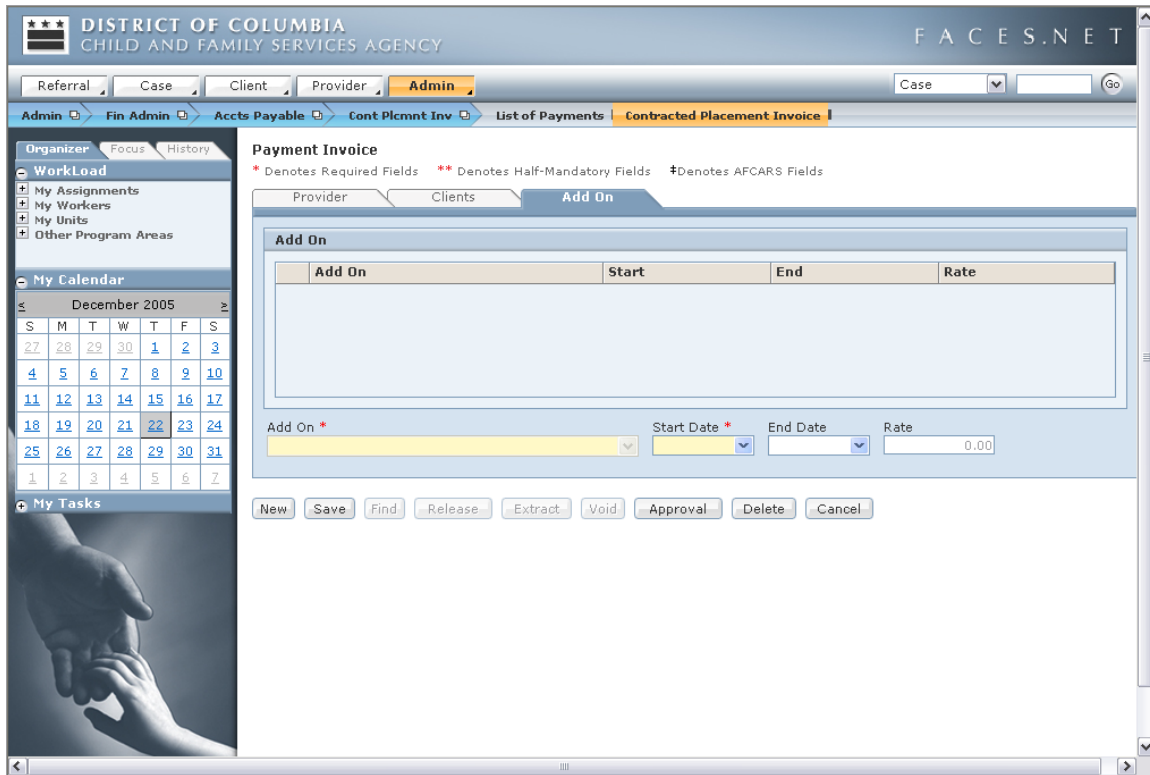 DISTRICT OF COLUMBIA
CHILD AND FAMILY SERVICES AGENCY
FACES.NET
Referral Case Client Provider Admin
Case Go
Admin Fin Admin Accts Payable Cont Plcmnt Inv List of Payments Contracted Placement Invoice
Organizer Focus History
WorkLoad
My Assignments
My Workers
My Units
Other Program Areas
My Calendar
< December 2005 >
S M T W T F S
27 28 29 30 1 2 3
4 5 6 7 8 9 10
11 12 13 14 15 16 17
18 19 20 21 22 23 24
25 26 27 28 29 30 31
1 2 3 4 5 6 7
My Tasks
Payment Invoice
* Denotes Required Fields ** Denotes Half-Mandatory Fields ‡Denotes AFCARS Fields
Provider Clients Add On
Add On
Add On Start End Rate
Add On * Start Date * End Date Rate
0.00
New Save Find Release Extract Void Approval Delete Cancel